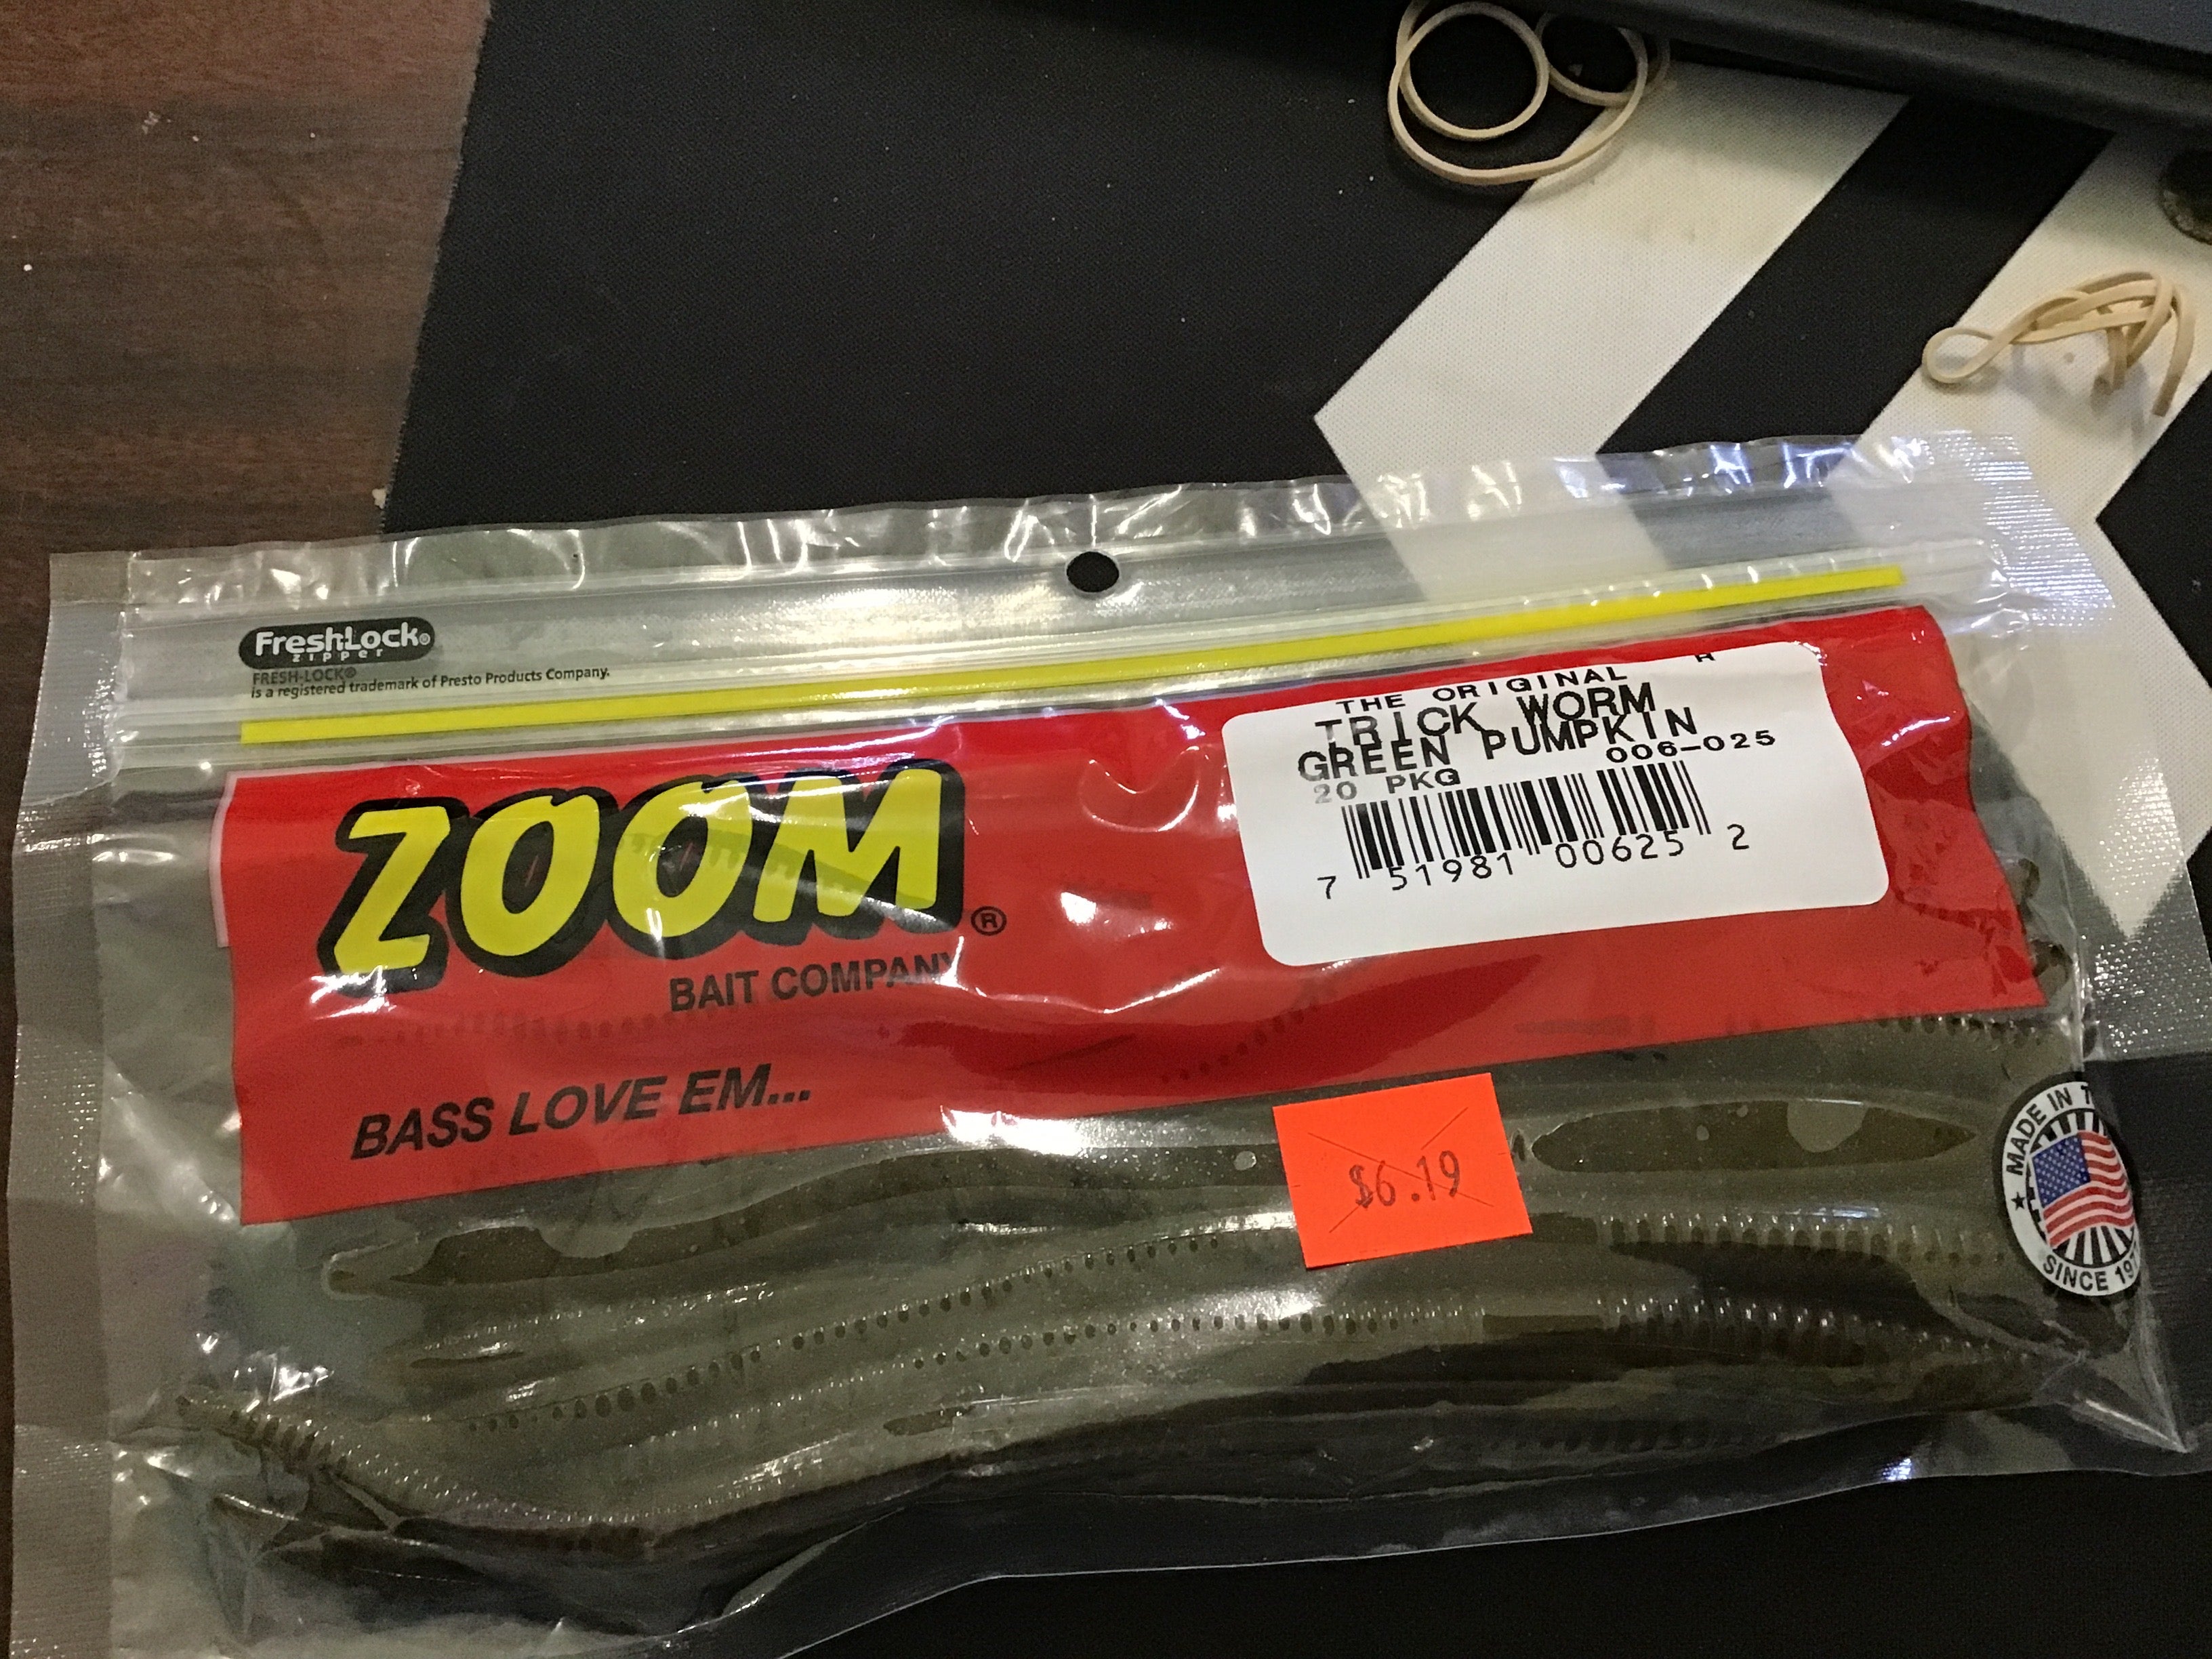 FreshLock®
zipper
FRESH-LOCK®
is a registered trademark of Presto Products Company.
ZOOM®
BAIT COMPANY
BASS LOVE EM...
R
THE ORIGINAL
TRICK WORM
GREEN PUMPKIN
20 PKG 006-025
7 51981 00625 2
$6.19
MADE IN
SINCE